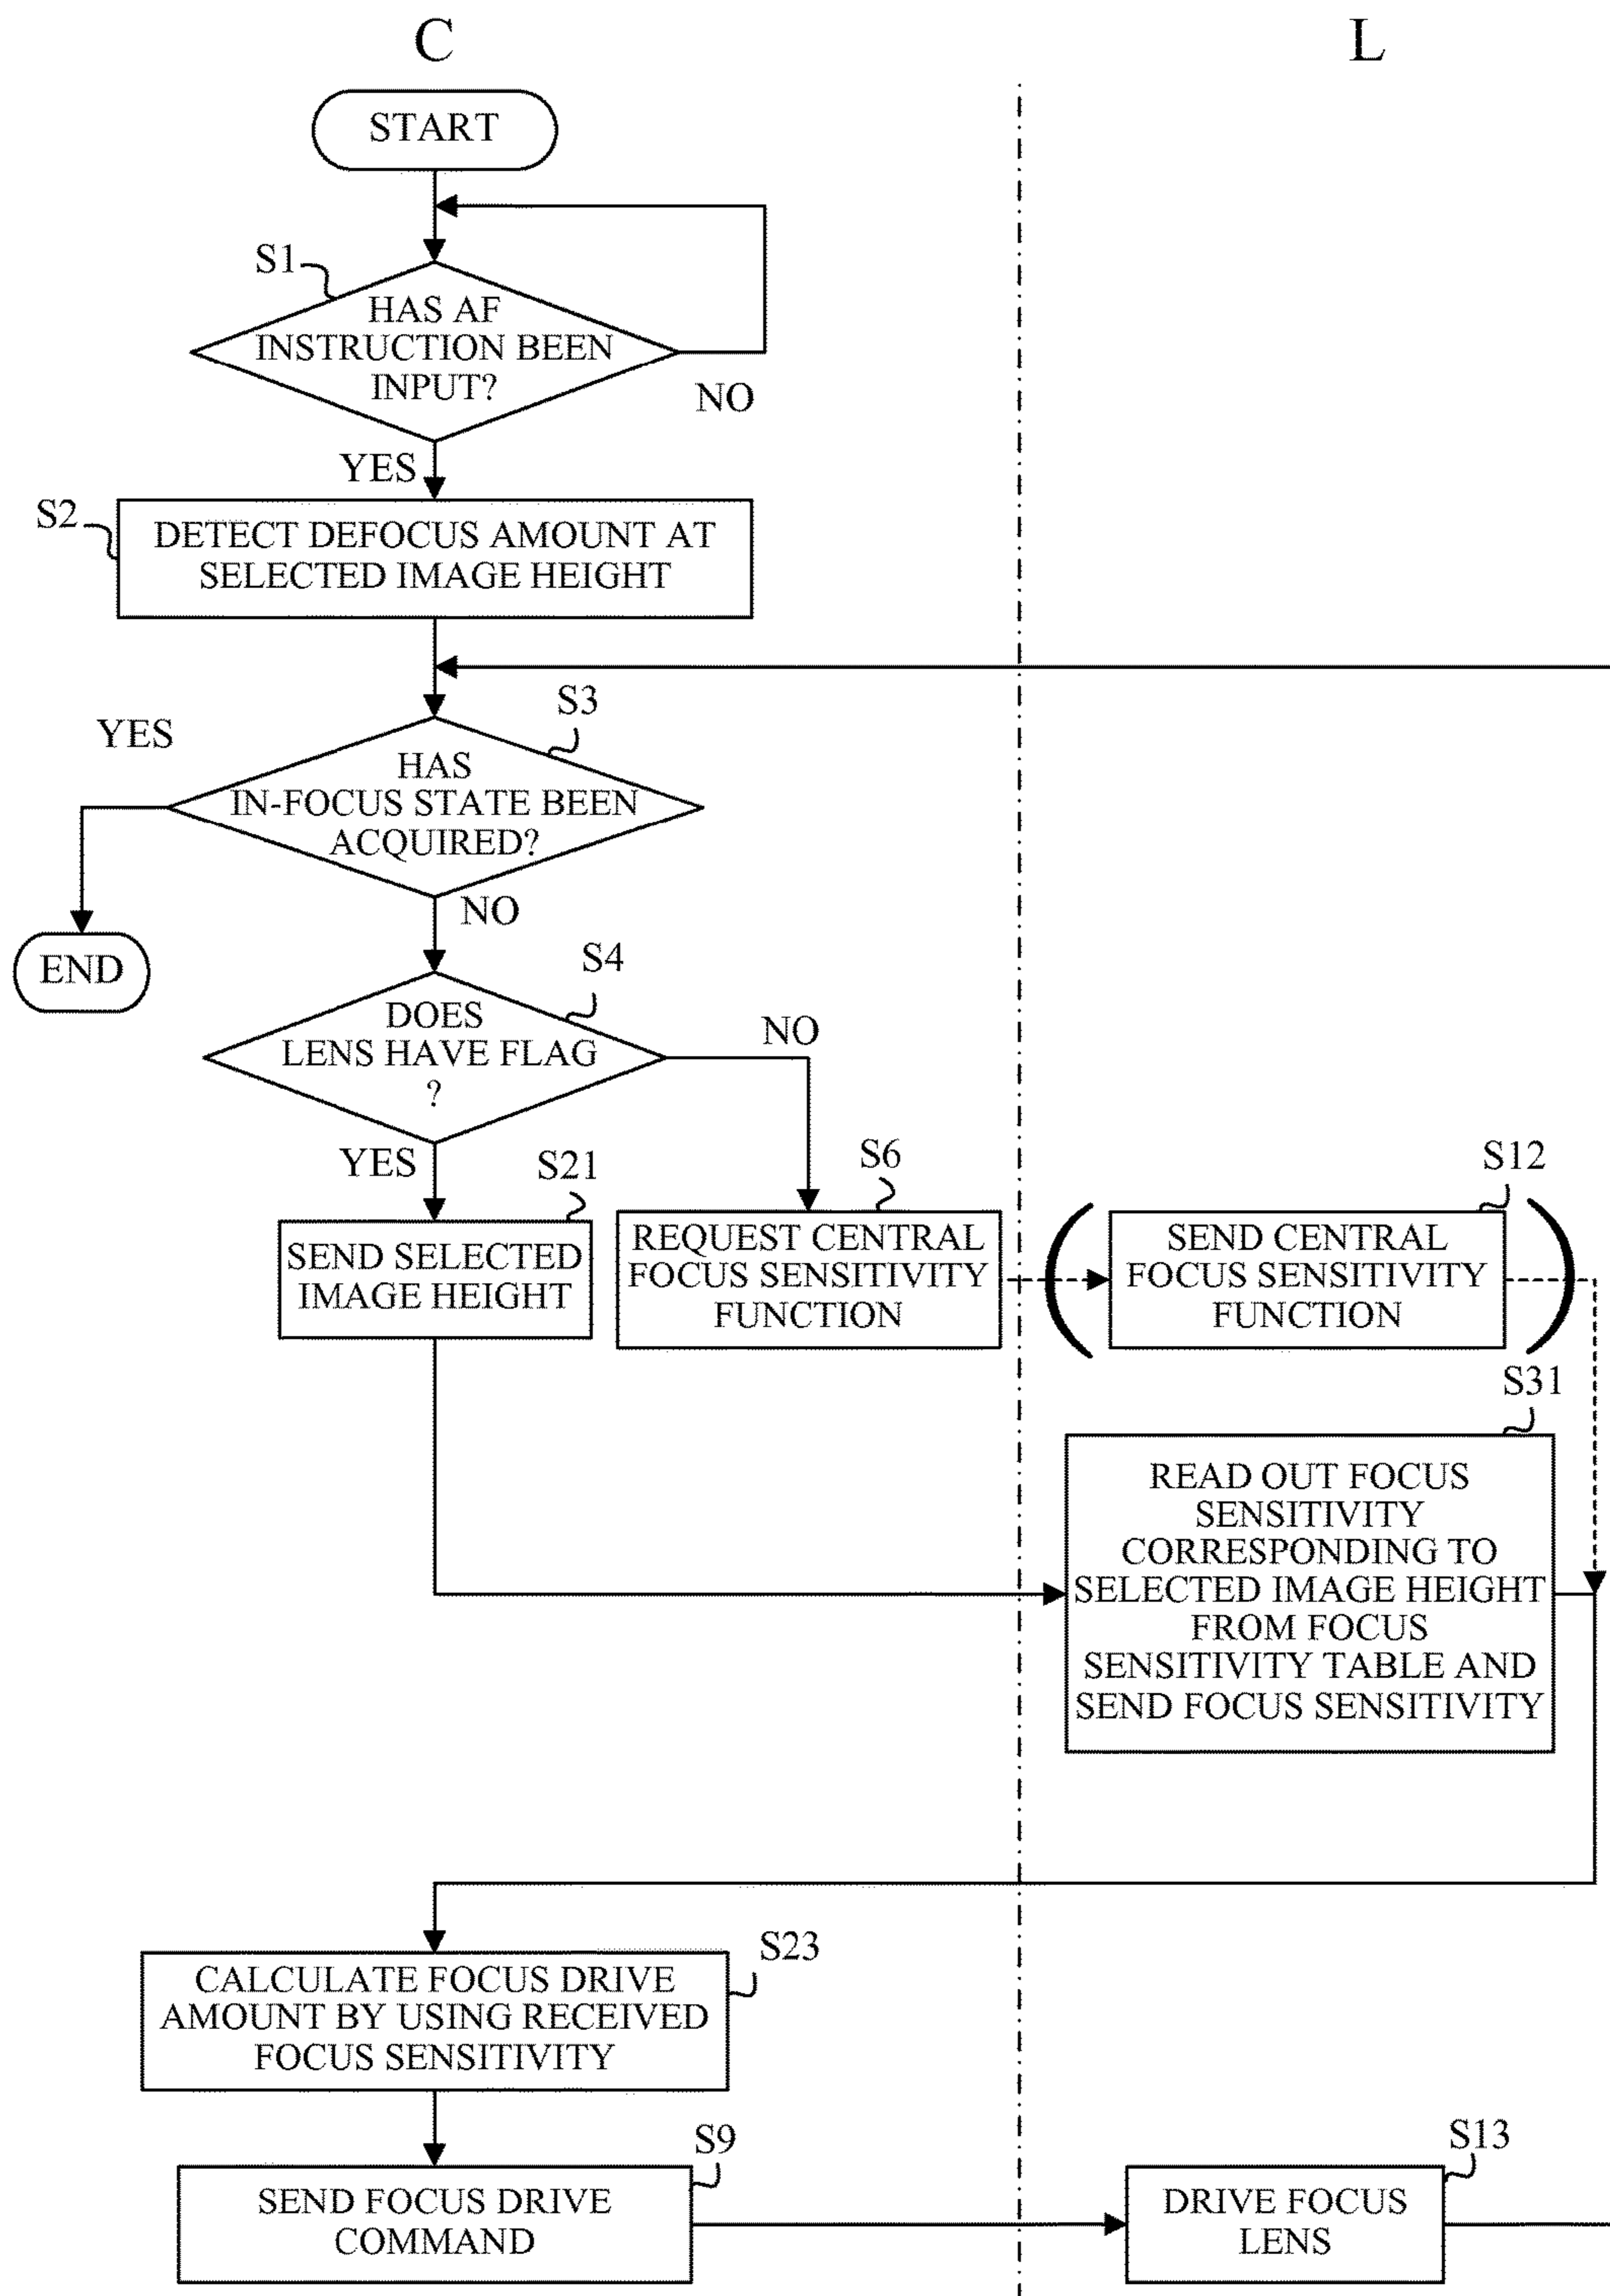 C
L
START
S1
HAS AF
INSTRUCTION BEEN
INPUT?
NO
YES
S2
DETECT DEFOCUS AMOUNT AT
SELECTED IMAGE HEIGHT
S3
YES
HAS
IN-FOCUS STATE BEEN
ACQUIRED?
NO
END
S4
DOES
LENS HAVE FLAG
?
NO
YES
S21
SEND SELECTED
IMAGE HEIGHT
S6
REQUEST CENTRAL
FOCUS SENSITIVITY
FUNCTION
S12
SEND CENTRAL
FOCUS SENSITIVITY
FUNCTION
S31
READ OUT FOCUS
SENSITIVITY
CORRESPONDING TO
SELECTED IMAGE HEIGHT
FROM FOCUS
SENSITIVITY TABLE AND
SEND FOCUS SENSITIVITY
S23
CALCULATE FOCUS DRIVE
AMOUNT BY USING RECEIVED
FOCUS SENSITIVITY
S9
SEND FOCUS DRIVE
COMMAND
S13
DRIVE FOCUS
LENS